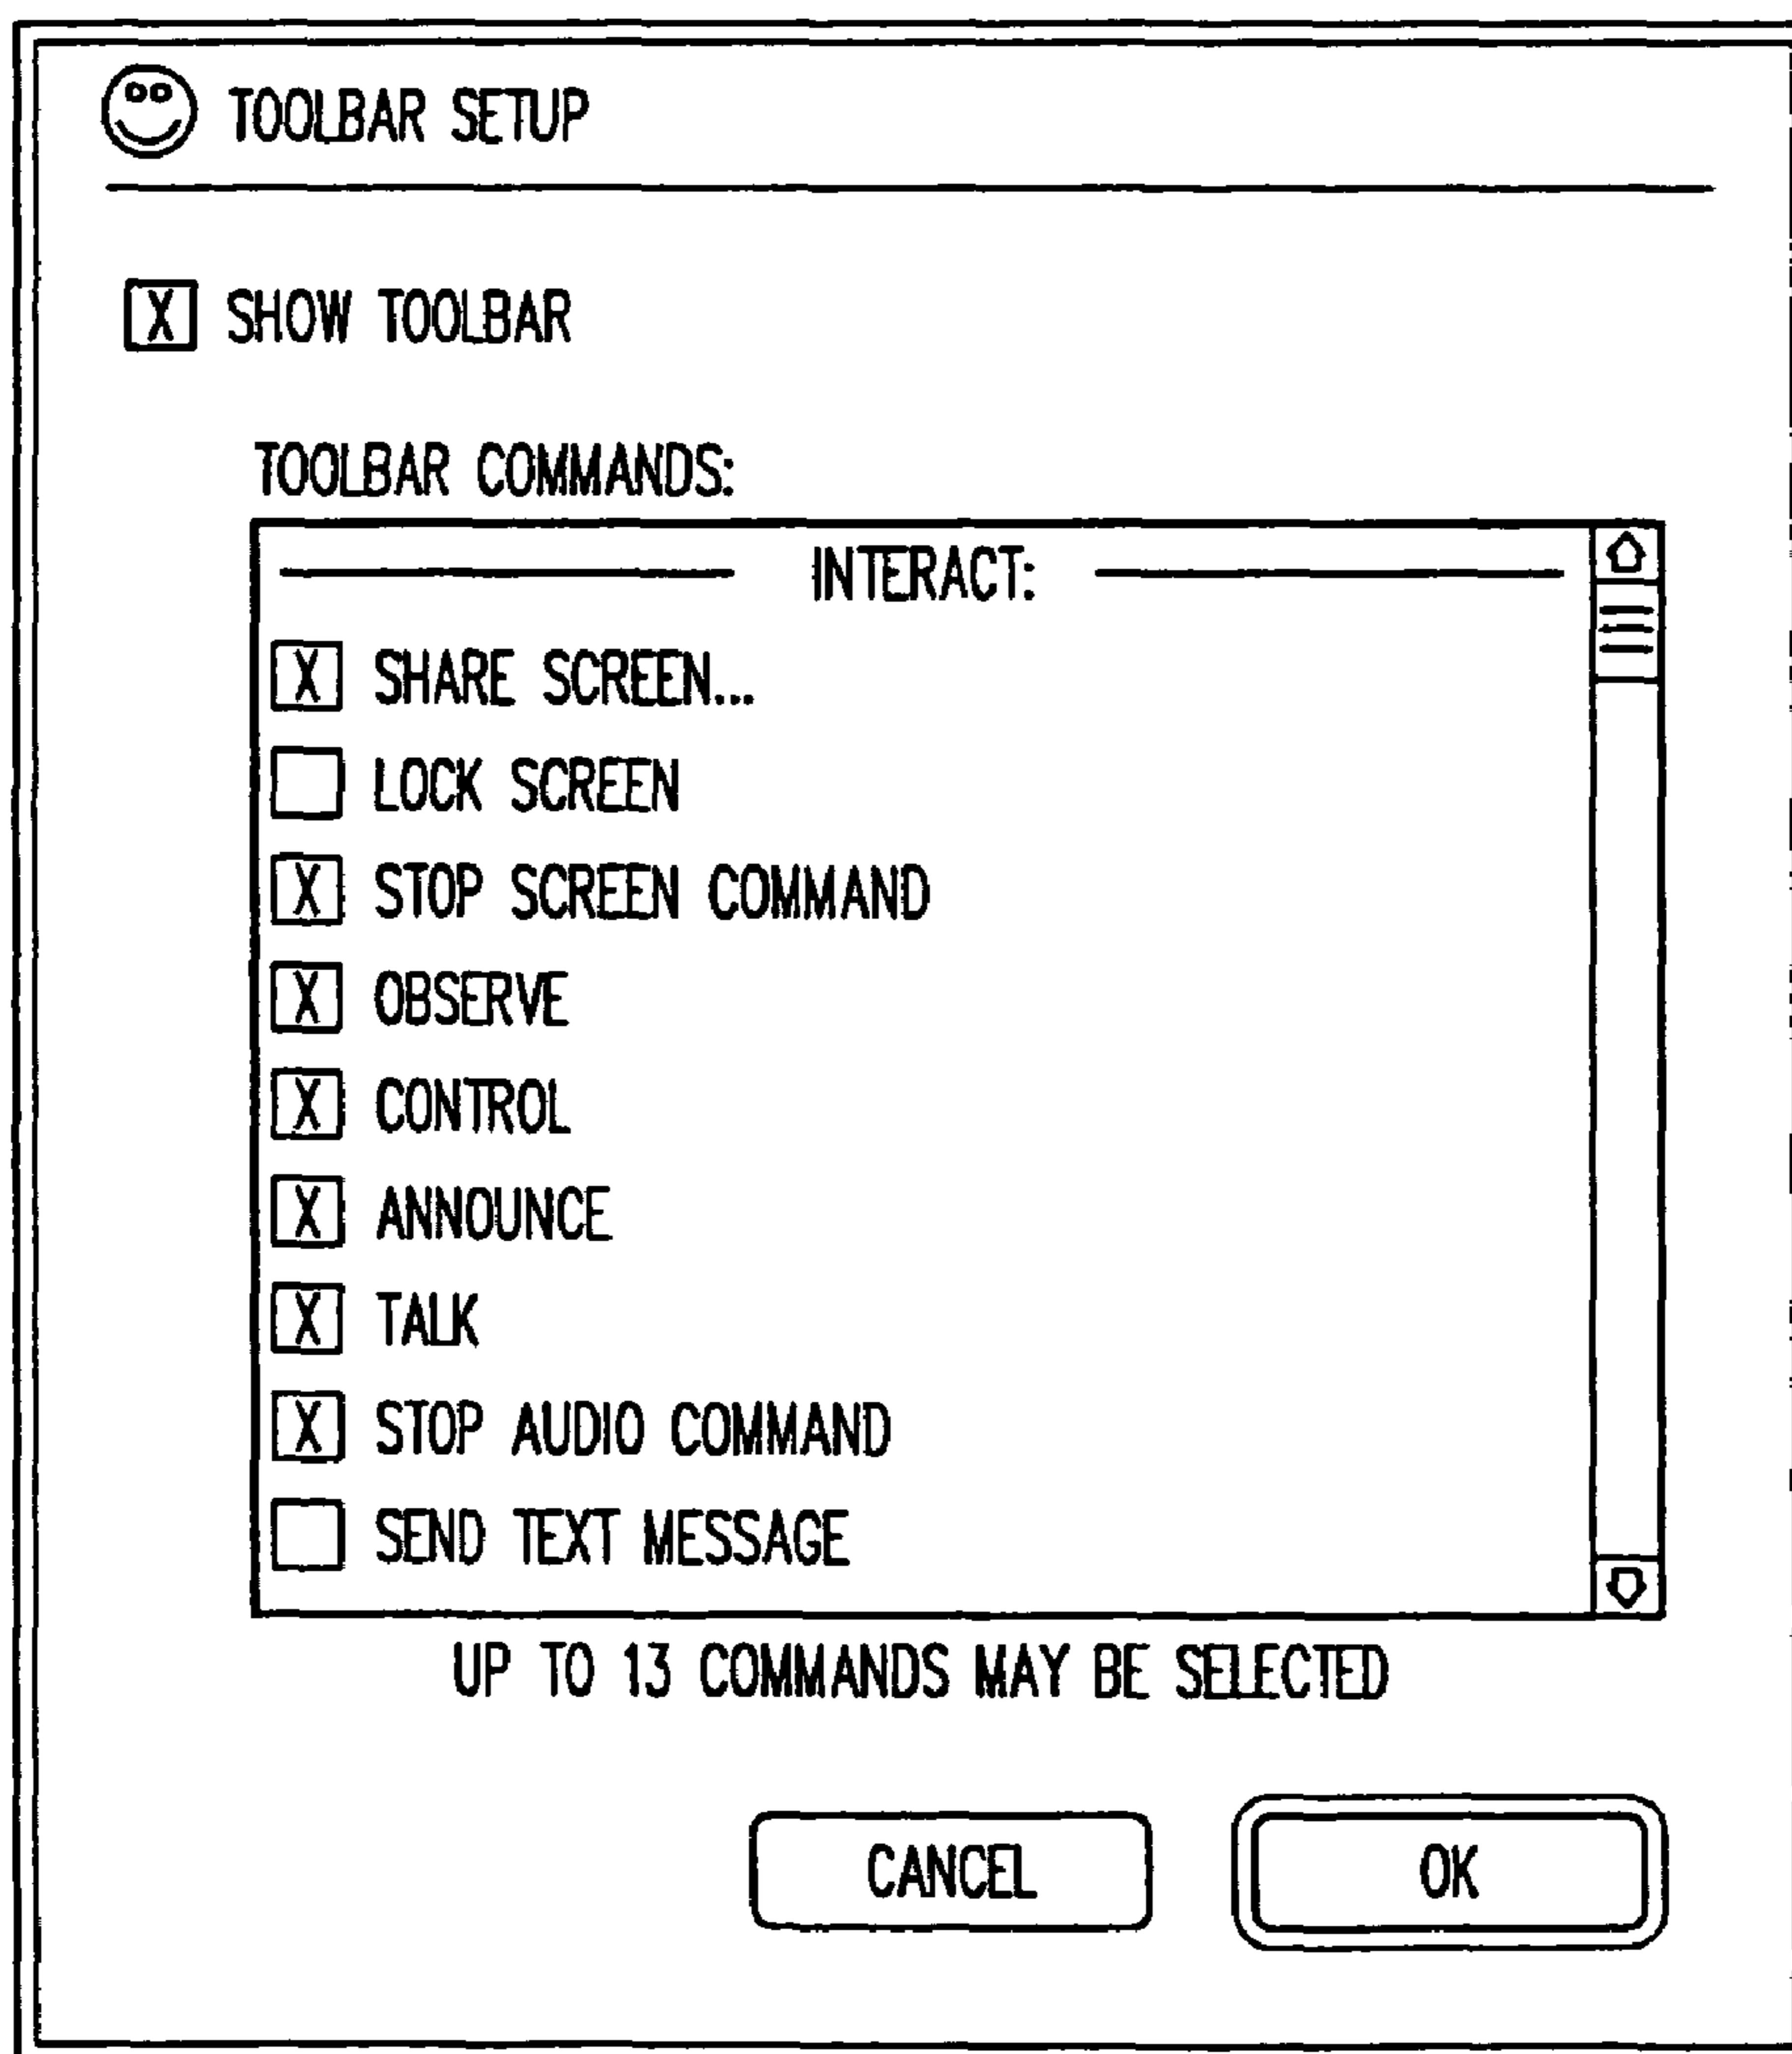 TOOLBAR SETUP
X SHOW TOOLBAR
TOOLBAR COMMANDS:
INTERACT:
X SHARE SCREEN...
LOCK SCREEN
X STOP SCREEN COMMAND
X OBSERVE
X CONTROL
X ANNOUNCE
X TALK
X STOP AUDIO COMMAND
SEND TEXT MESSAGE
UP TO 13 COMMANDS MAY BE SELECTED
CANCEL OK